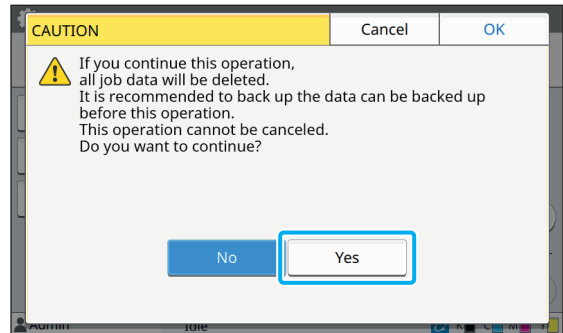 CAUTION
Cancel
OK
If you continue this operation,
all job data will be deleted.
It is recommended to back up the data can be backed up
before this operation.
This operation cannot be canceled.
Do you want to continue?
No
Yes
Admin
Idle
K
C
M
Y